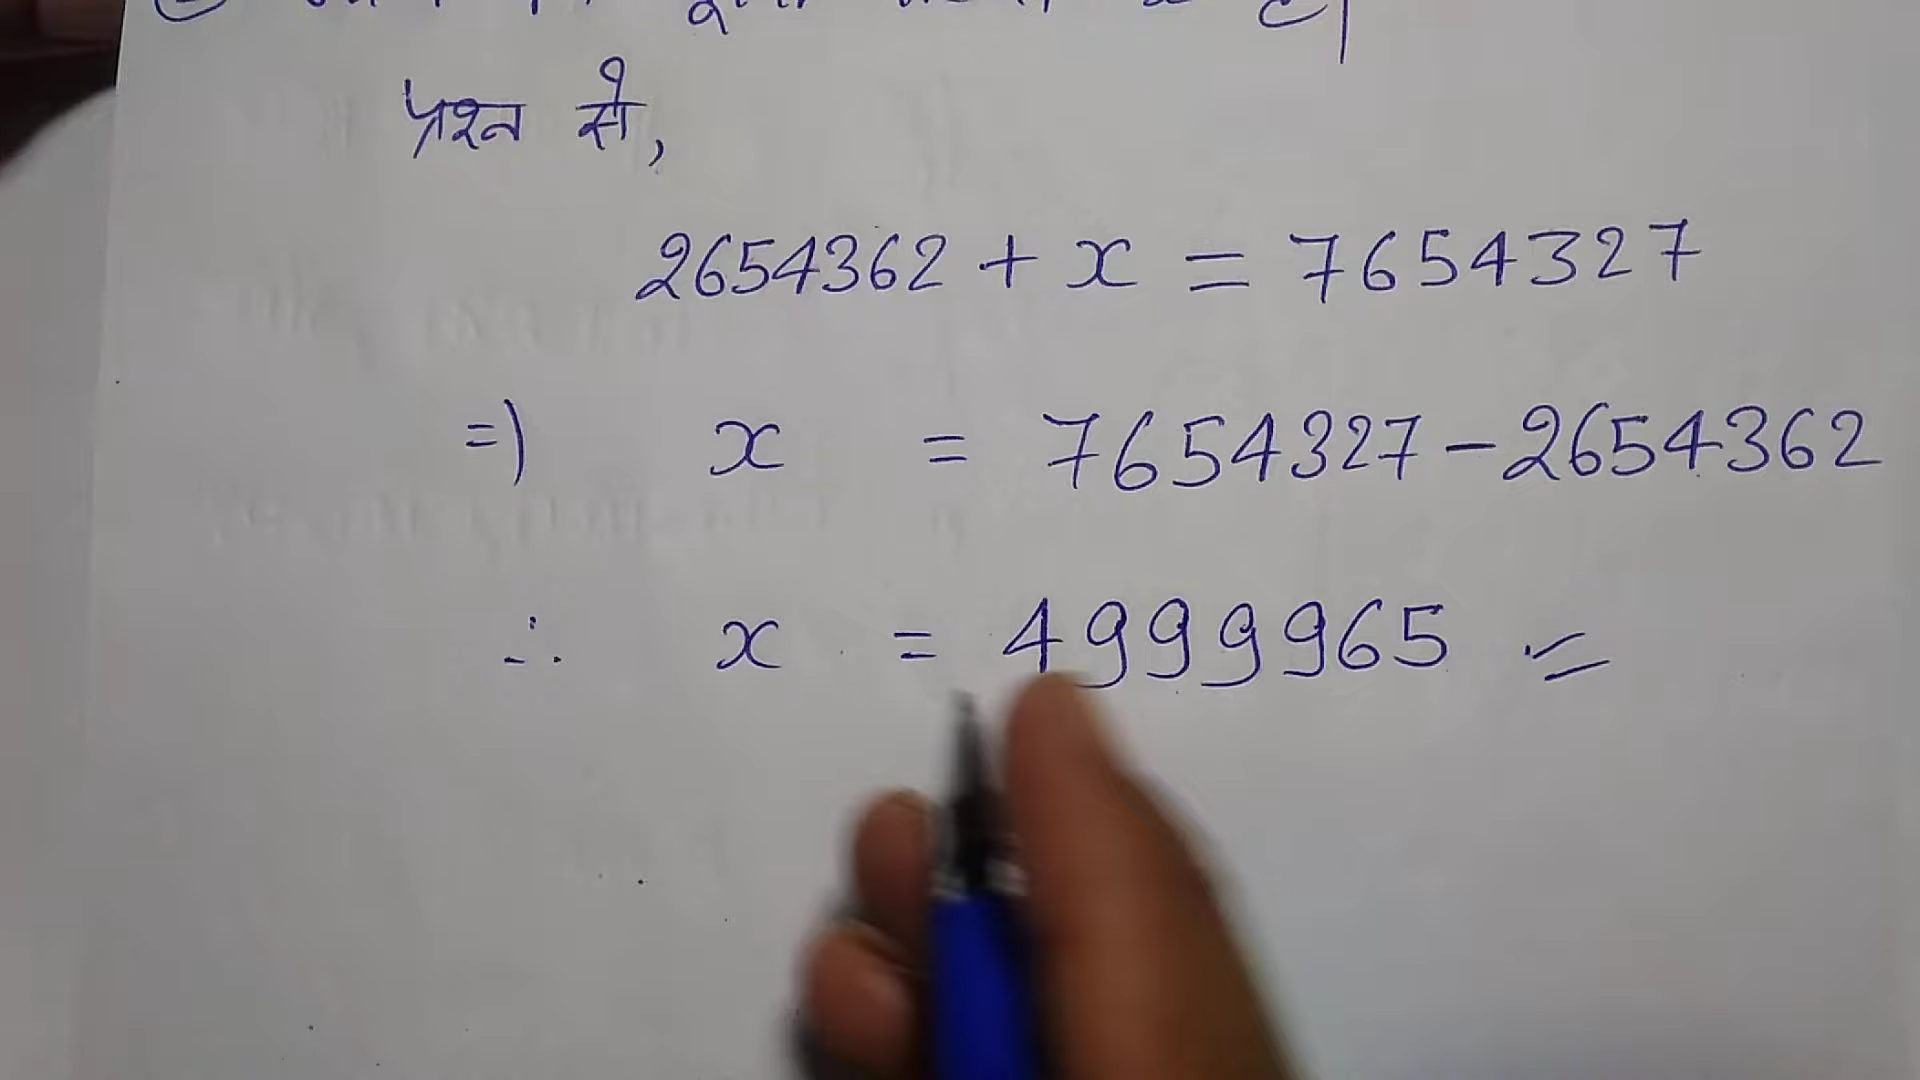 प्रश्न से,
2654362 + x = 7654327
=) x = 7654327 - 2654362
∴ x = 4999965 =